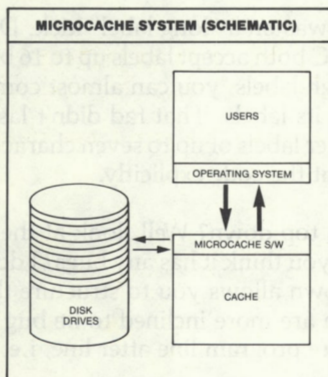 MICROCACHE SYSTEM (SCHEMATIC)
USERS
OPERATING SYSTEM
MICROCACHE S/W
CACHE
DISK
DRIVES